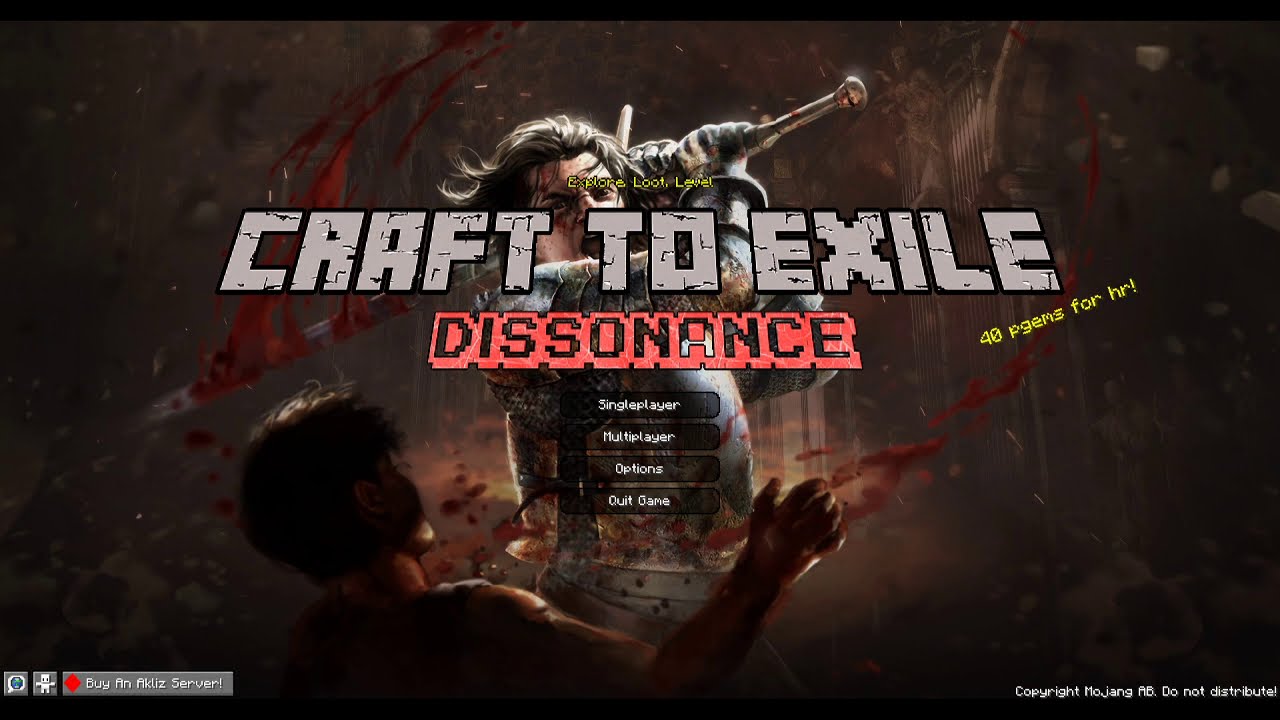 Explore, Loot, Level
CRAFT TO EXILE
DISSONANCE
40 pgems for hr!
Singleplayer
Multiplayer
Options
Quit Game
Buy An Akliz Server!
Copyright Mojang AB. Do not distribute!